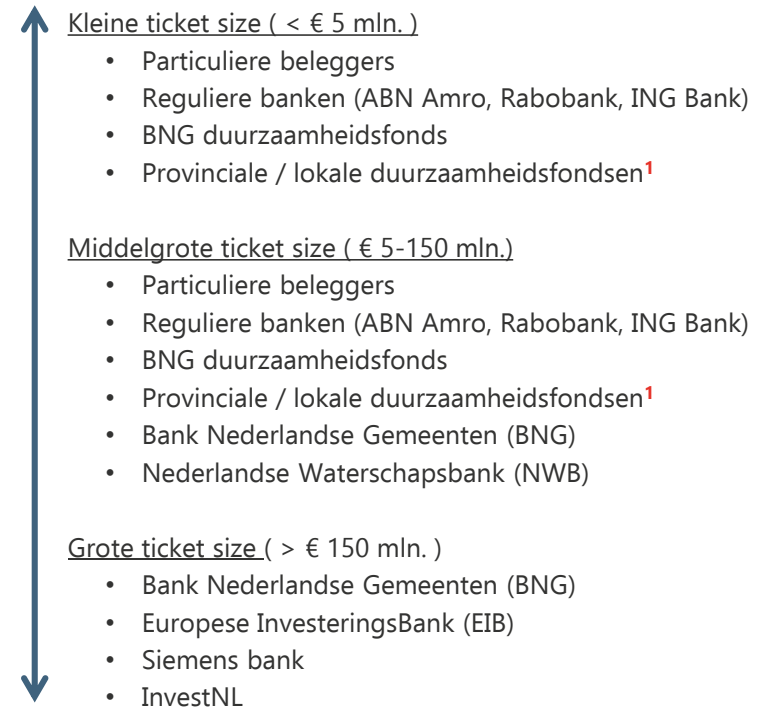 Kleine ticket size ( < € 5 mln. )
• Particuliere beleggers
• Reguliere banken (ABN Amro, Rabobank, ING Bank)
• BNG duurzaamheidsfonds
• Provinciale / lokale duurzaamheidsfondsen¹
Middelgrote ticket size ( € 5-150 mln.)
• Particuliere beleggers
• Reguliere banken (ABN Amro, Rabobank, ING Bank)
• BNG duurzaamheidsfonds
• Provinciale / lokale duurzaamheidsfondsen¹
• Bank Nederlandse Gemeenten (BNG)
• Nederlandse Waterschapsbank (NWB)
Grote ticket size ( > € 150 mln. )
• Bank Nederlandse Gemeenten (BNG)
• Europese InvesteringsBank (EIB)
• Siemens bank
• InvestNL